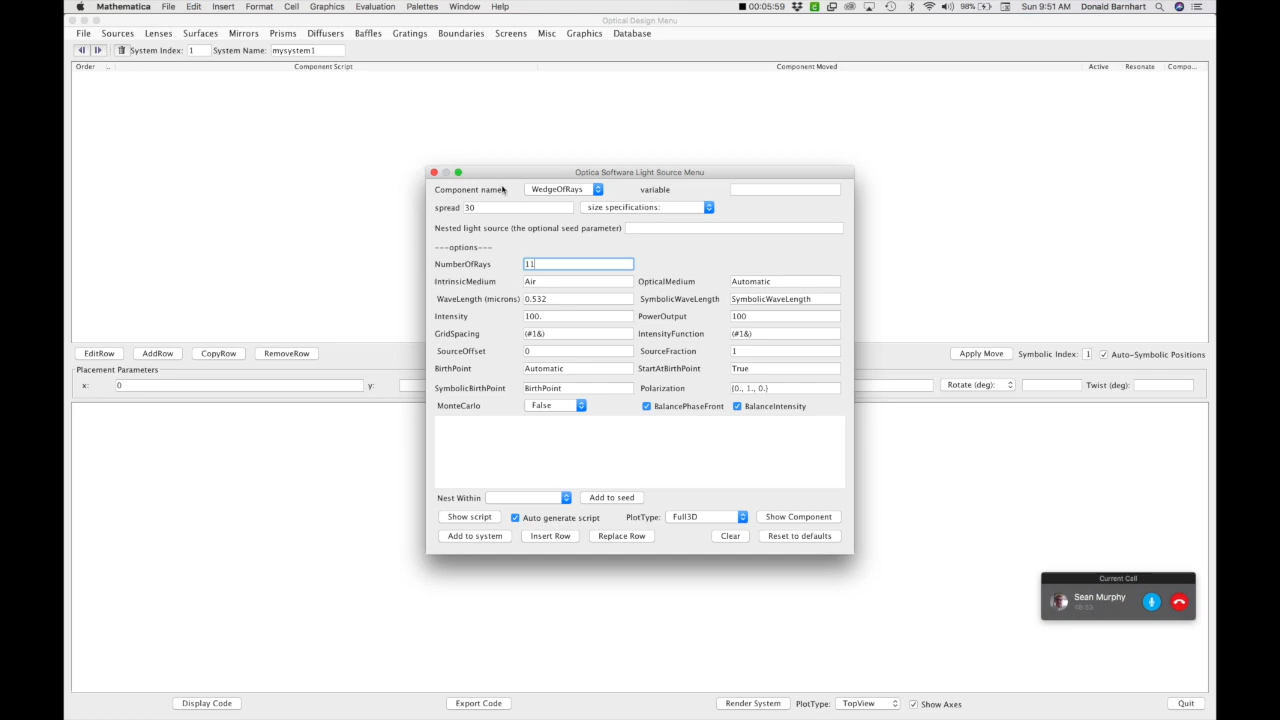 Mathematica File Edit Insert Format Cell Graphics Evaluation Palettes Window Help 00:05:59 98% Sun 9:51 AM Donald Barnhart
Optical Design Menu
File Sources Lenses Surfaces Mirrors Prisms Diffusers Baffles Gratings Boundaries Screens Misc Graphics Database
System Index: 1 System Name: mysystem1
Order .. Component Script Component Moved Active Resonate Compo...
Optica Software Light Source Menu
Component name: WedgeOfRays variable
spread 30 size specifications:
Nested light source (the optional seed parameter)
---options---
NumberOfRays 11
IntrinsicMedium Air OpticalMedium Automatic
WaveLength (microns) 0.532 SymbolicWaveLength SymbolicWaveLength
Intensity 100. PowerOutput 100
GridSpacing (#1&) IntensityFunction (#1&)
SourceOffset 0 SourceFraction 1
BirthPoint Automatic StartAtBirthPoint True
SymbolicBirthPoint BirthPoint Polarization {0., 1., 0.}
MonteCarlo False BalancePhaseFront BalanceIntensity
Nest Within Add to seed
Show script Auto generate script PlotType: Full3D Show Component
Add to system Insert Row Replace Row Clear Reset to defaults
EditRow AddRow CopyRow RemoveRow Apply Move Symbolic Index: 1 Auto-Symbolic Positions
Placement Parameters
x: 0 y: Rotate (deg): Twist (deg):
Current Call
Sean Murphy
Display Code Export Code Render System PlotType: TopView Show Axes Quit